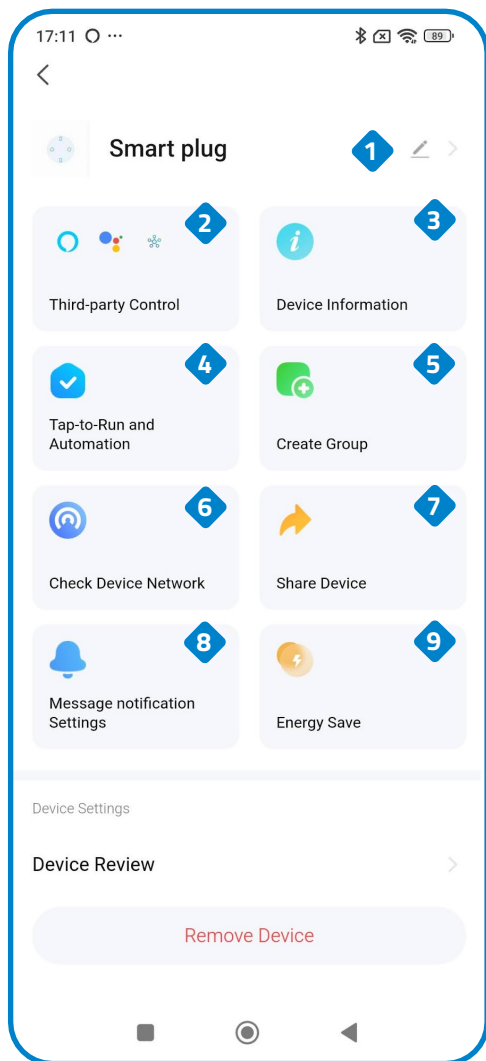 17:11 ...
89
Smart plug
1
2
3
Third-party Control
i
Device Information
4
5
Tap-to-Run and
Automation
Create Group
6
7
Check Device Network
Share Device
8
9
Message notification
Settings
Energy Save
Device Settings
Device Review
Remove Device